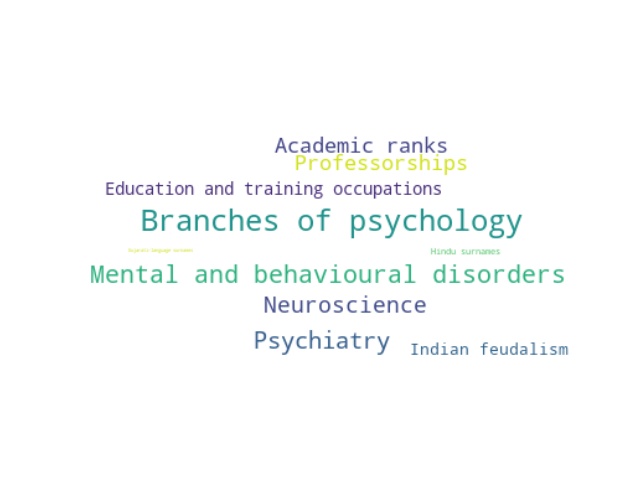 Academic ranks
Professorships
Education and training occupations
Branches of psychology
Hindu surnames
Mental and behavioural disorders
Neuroscience
Psychiatry
Indian feudalism